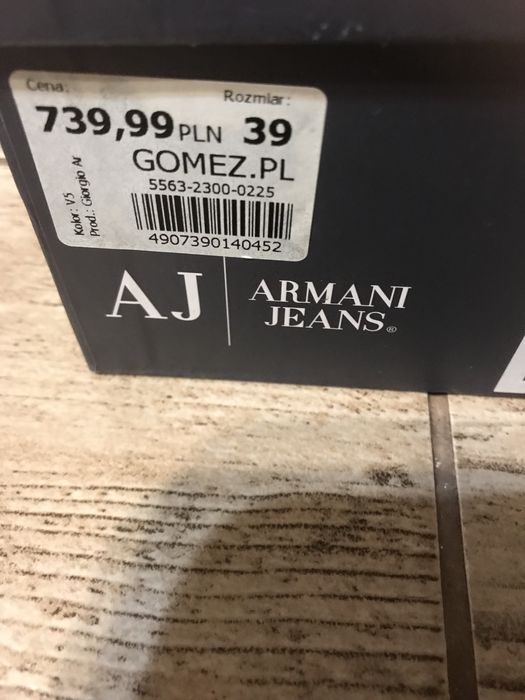 Cena:
Rozmiar:
739,99 PLN 39
GOMEZ.PL
5563-2300-0225
4907390140452
Kolor: V5
Prod.: Giorgio Ar
AJ
ARMANI
JEANS®